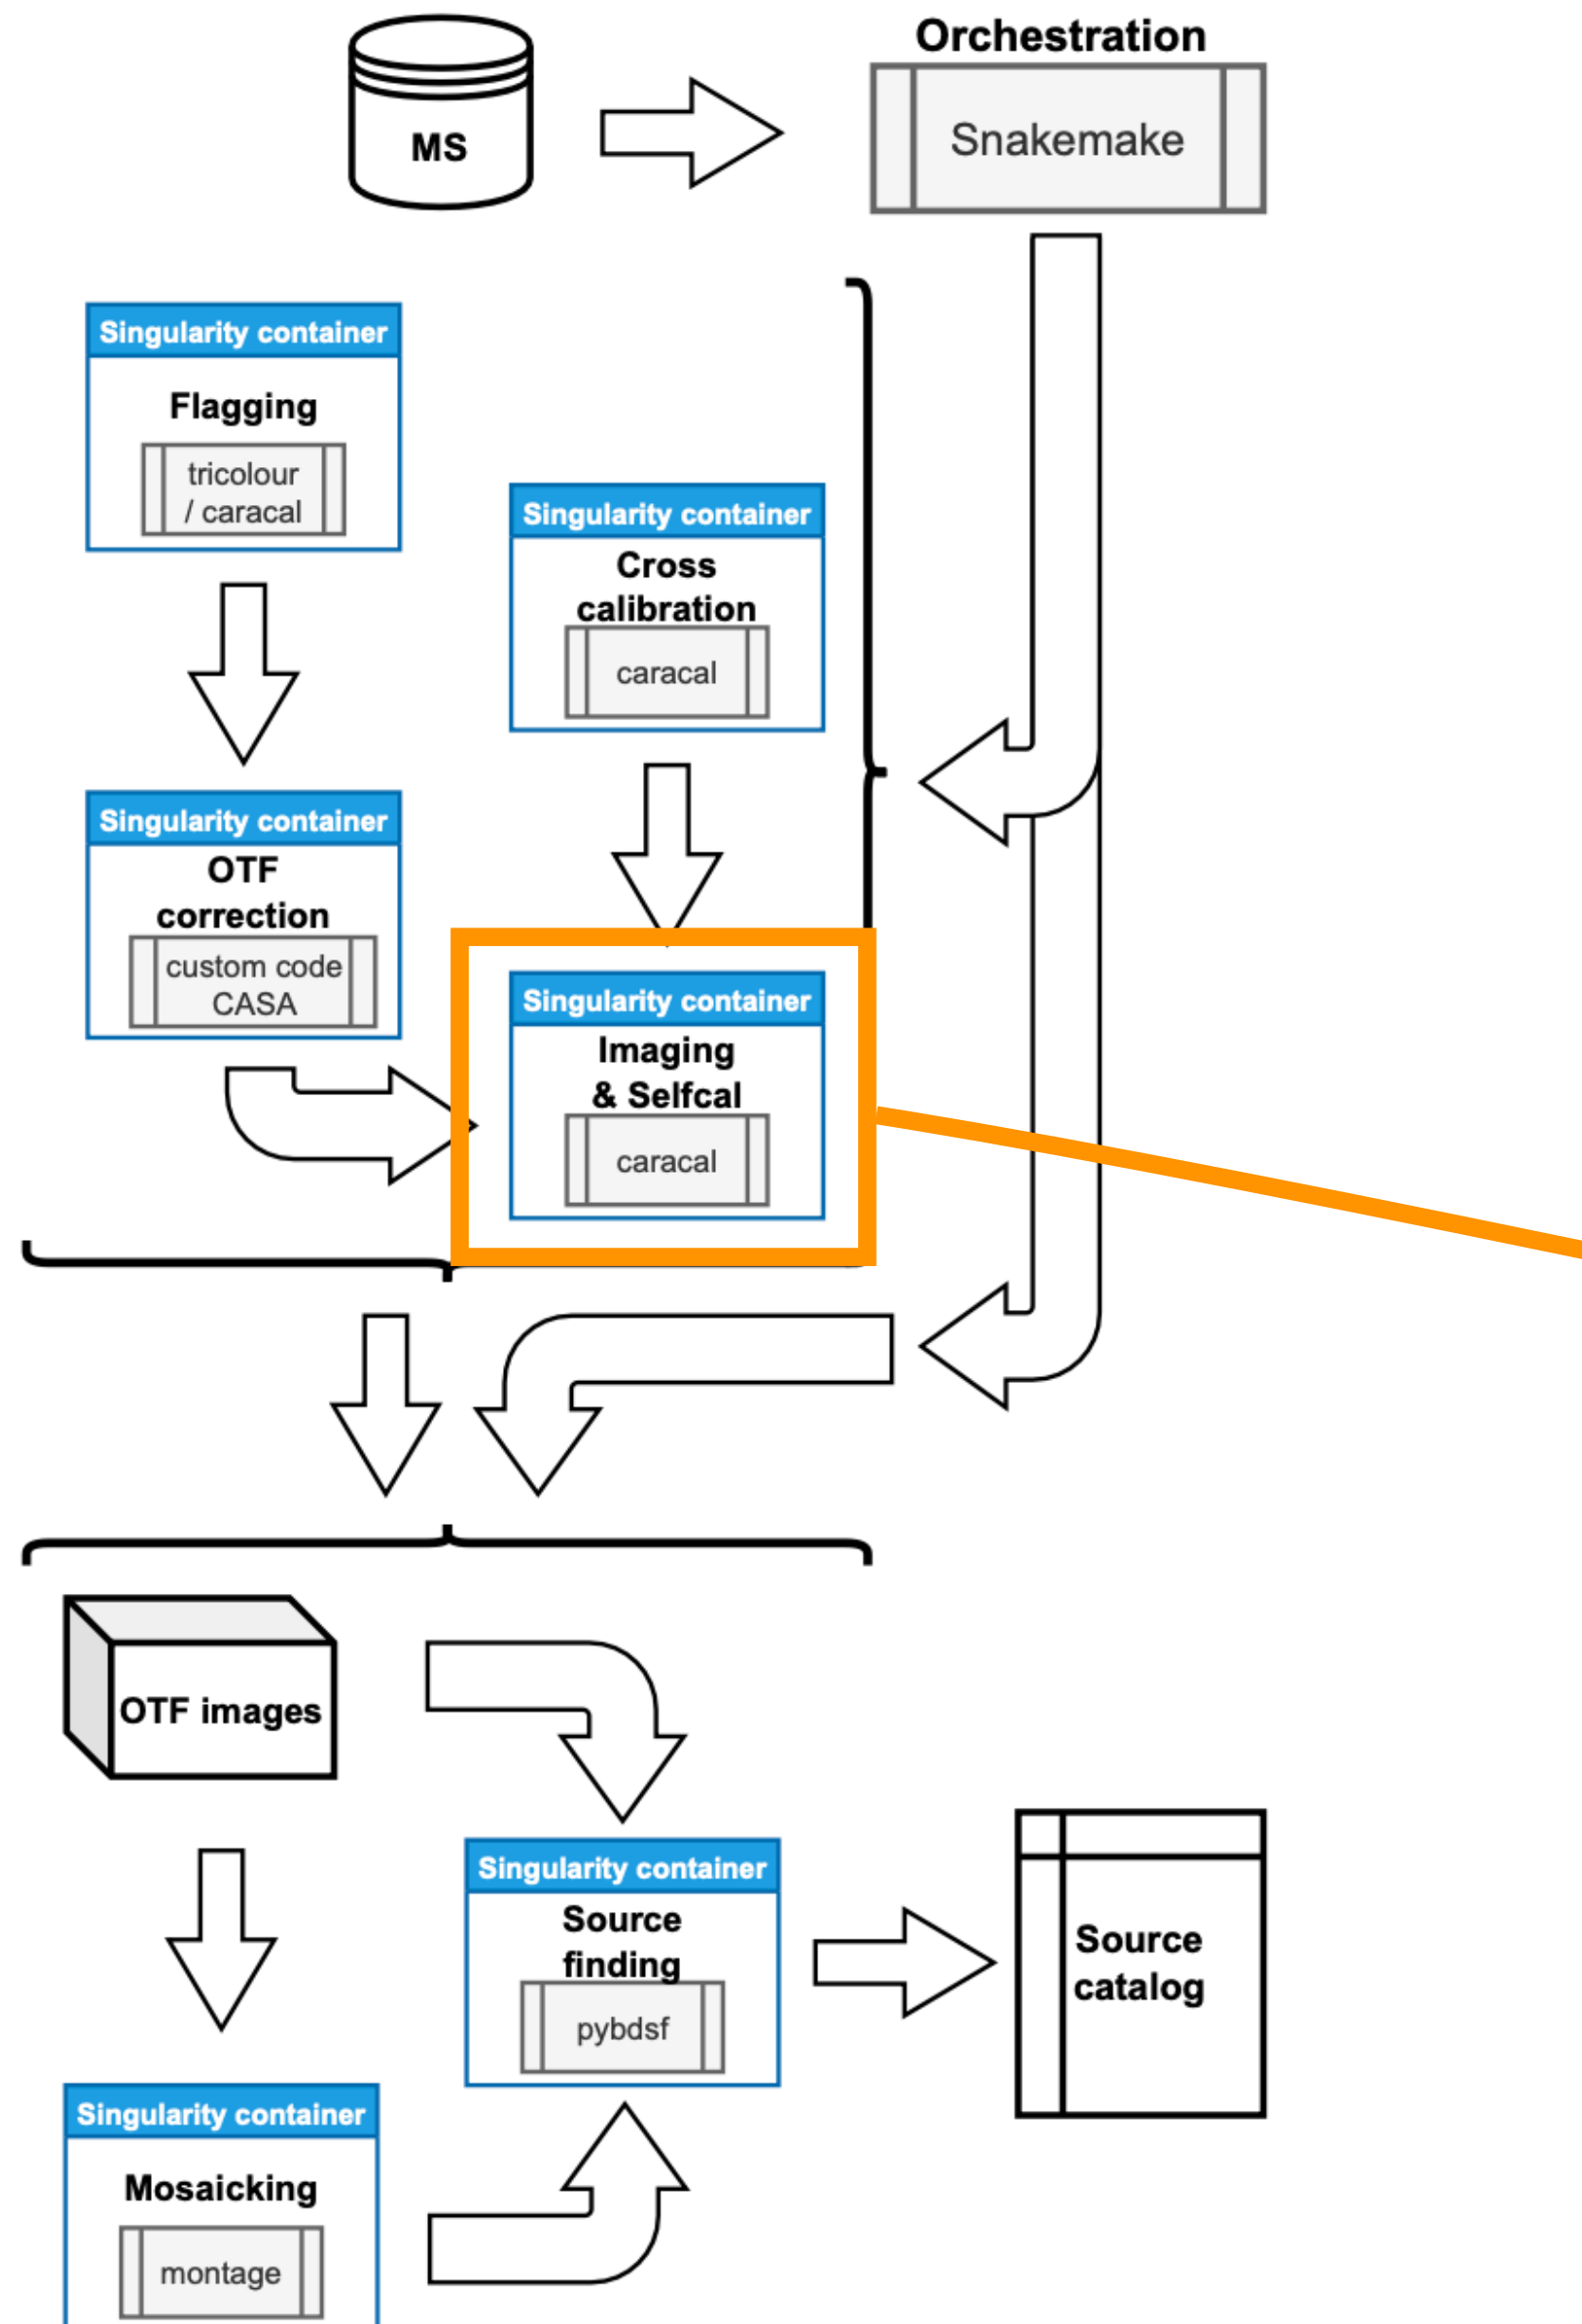 Orchestration
MS
Snakemake
Singularity container
Flagging
tricolour
/ caracal
Singularity container
Cross
calibration
caracal
Singularity container
OTF
correction
custom code
CASA
Singularity container
Imaging
& Selfcal
caracal
OTF images
Singularity container
Source
finding
pybdsf
Source
catalog
Singularity container
Mosaicking
montage